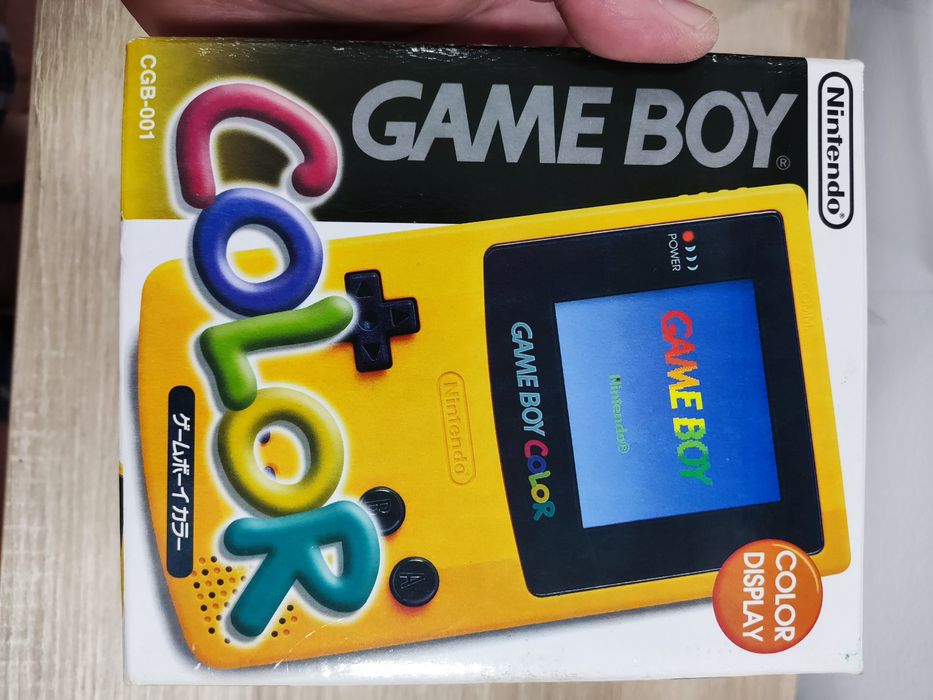 Nintendo®
GAME BOY®
CGB-001
COLOR
POWER
GAME BOY
Nintendo®
GAME BOY COLOR
Nintendo
B
A
ゲームボーイカラー
COLOR
DISPLAY